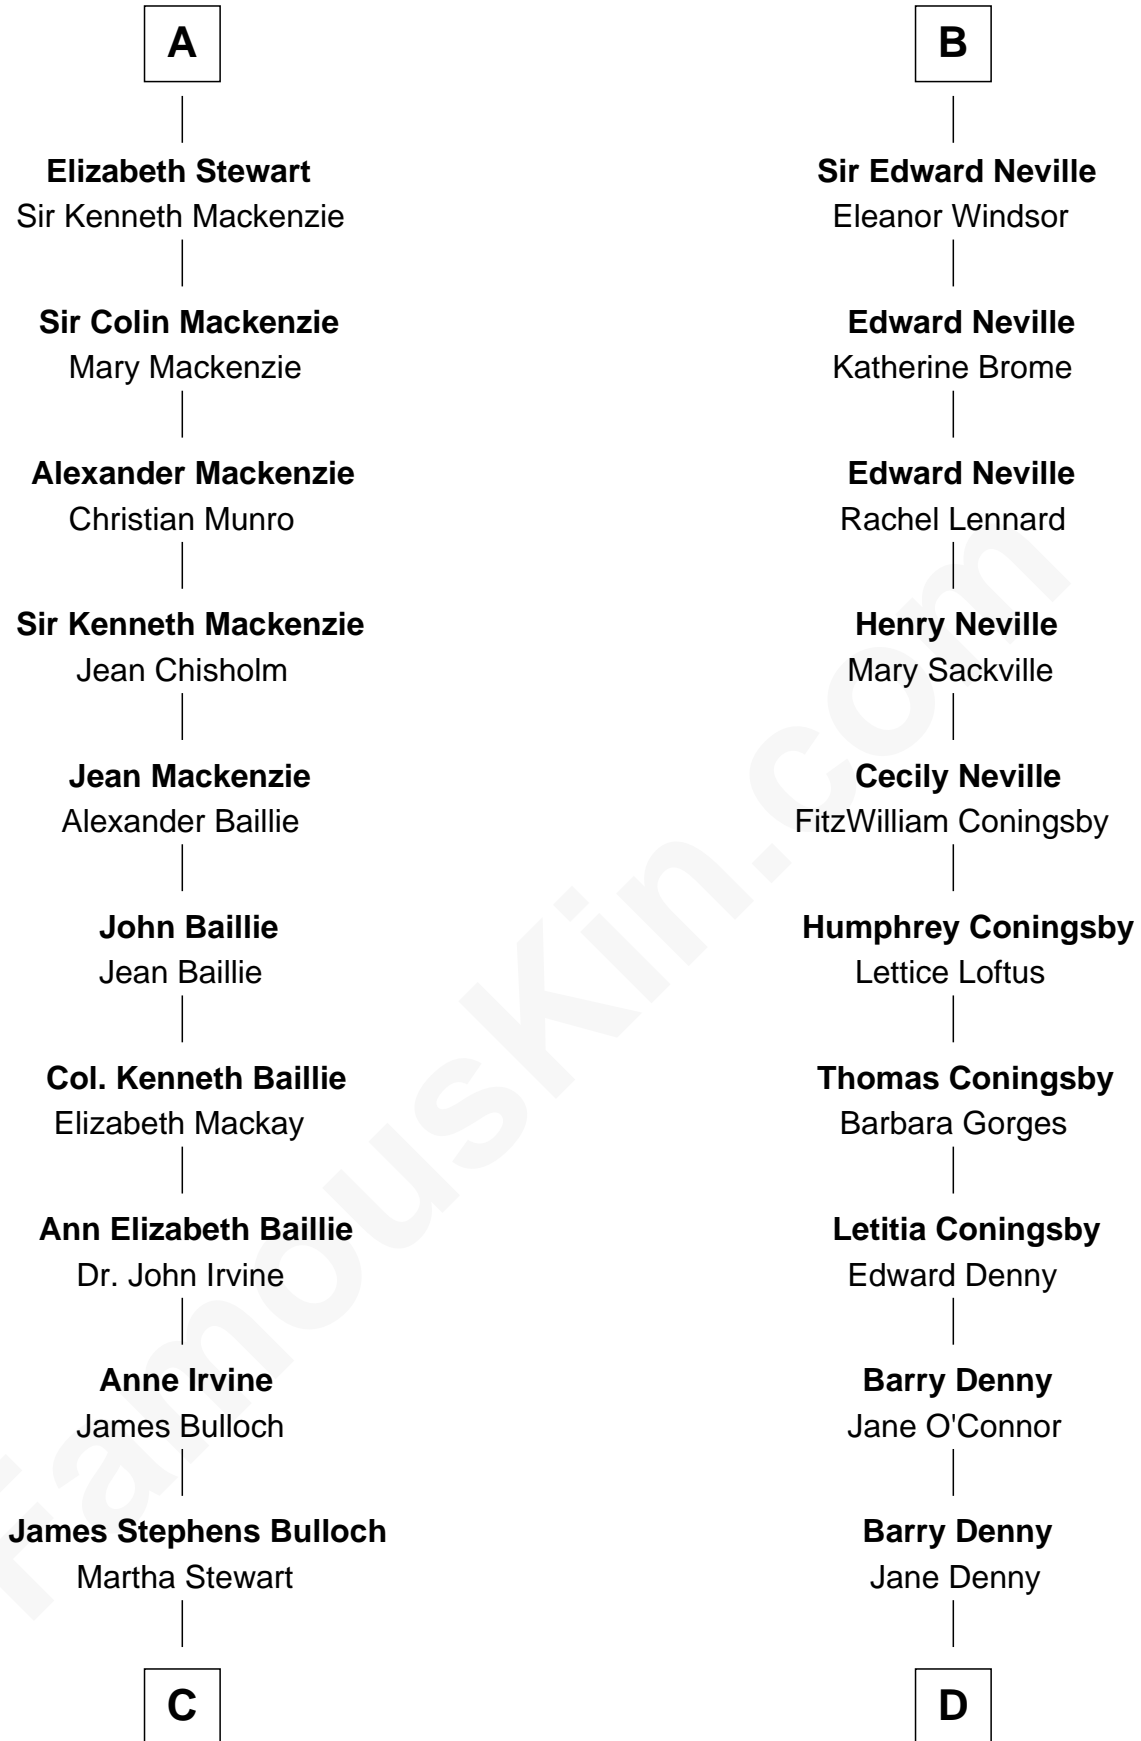 A
Elizabeth Stewart
Sir Kenneth Mackenzie
Sir Colin Mackenzie
Mary Mackenzie
Alexander Mackenzie
Christian Munro
Sir Kenneth Mackenzie
Jean Chisholm
Jean Mackenzie
Alexander Baillie
John Baillie
Jean Baillie
Col. Kenneth Baillie
Elizabeth Mackay
Ann Elizabeth Baillie
Dr. John Irvine
Anne Irvine
James Bulloch
James Stephens Bulloch
Martha Stewart
C
B
Sir Edward Neville
Eleanor Windsor
Edward Neville
Katherine Brome
Edward Neville
Rachel Lennard
Henry Neville
Mary Sackville
Cecily Neville
FitzWilliam Coningsby
Humphrey Coningsby
Lettice Loftus
Thomas Coningsby
Barbara Gorges
Letitia Coningsby
Edward Denny
Barry Denny
Jane O'Connor
Barry Denny
Jane Denny
D
FamousKin.com